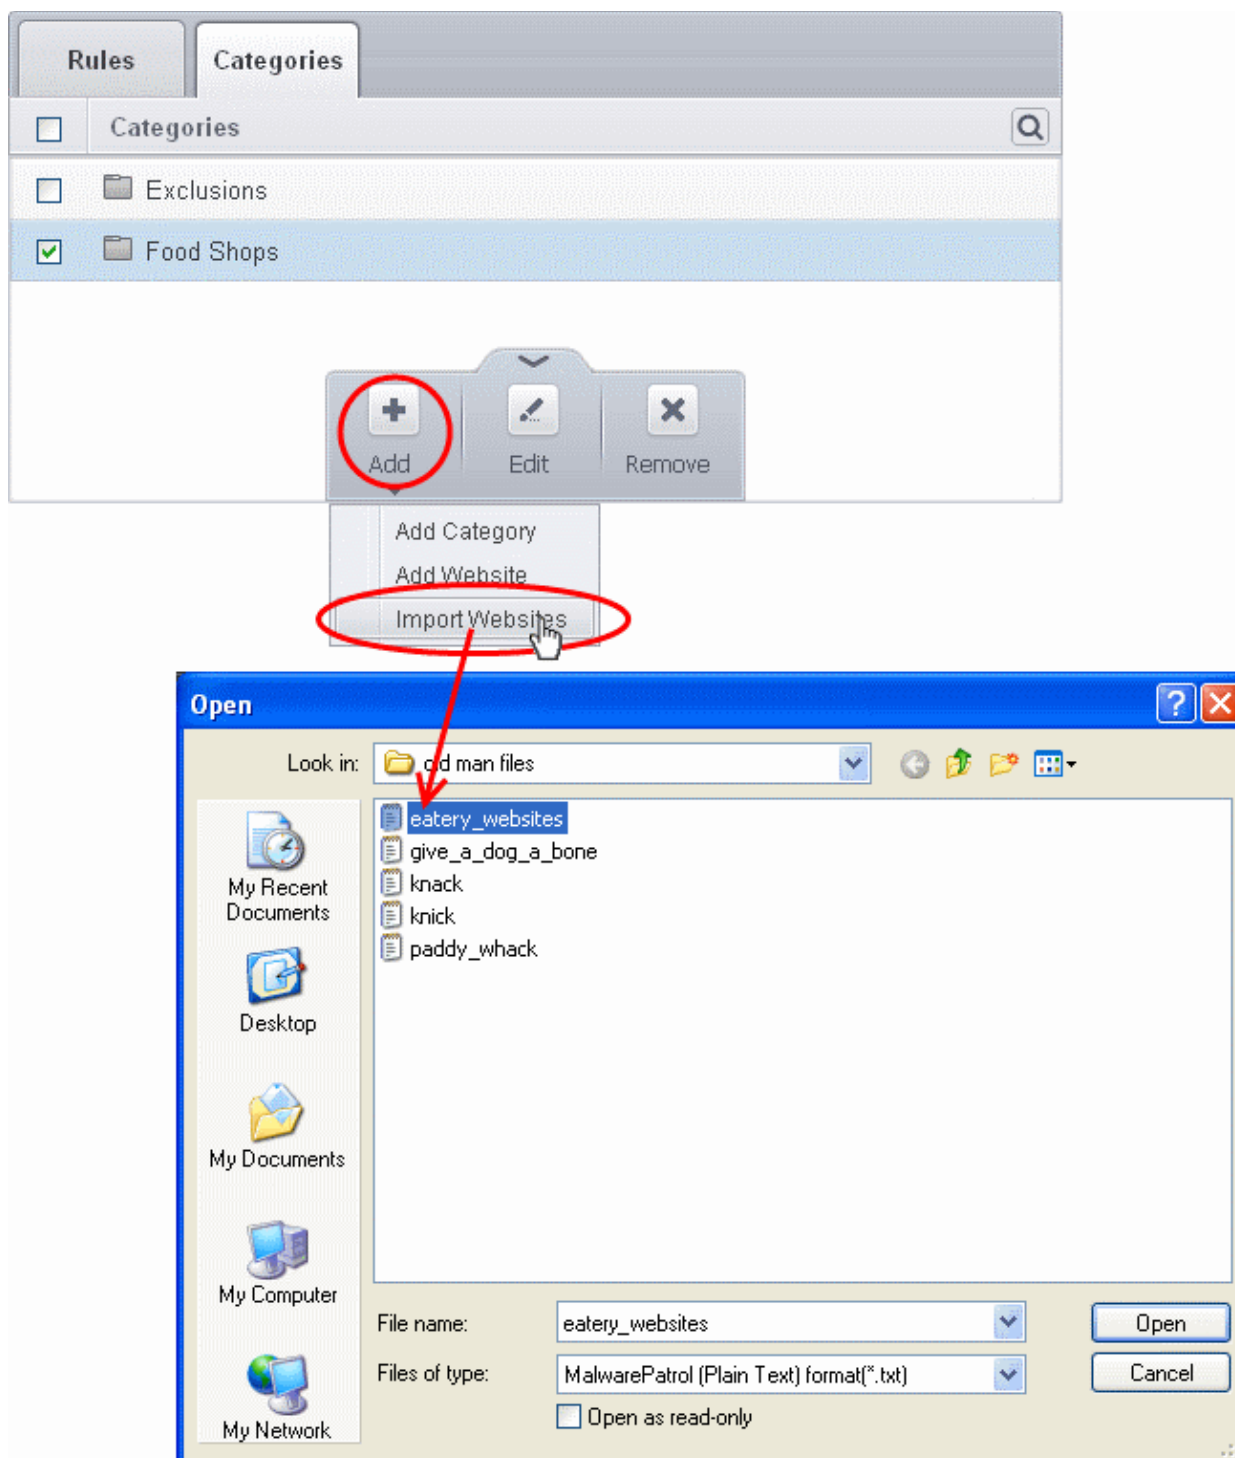 Rules Categories
Categories
Exclusions
Food Shops
Add Edit Remove
Add Category
Add Website
Import Websites
Open
Look in: old man files
eatery_websites
give_a_dog_a_bone
knack
knick
paddy_whack
My Recent
Documents
Desktop
My Documents
My Computer
My Network
File name: eatery_websites Open
Files of type: MalwarePatrol (Plain Text) format(*.txt) Cancel
Open as read-only